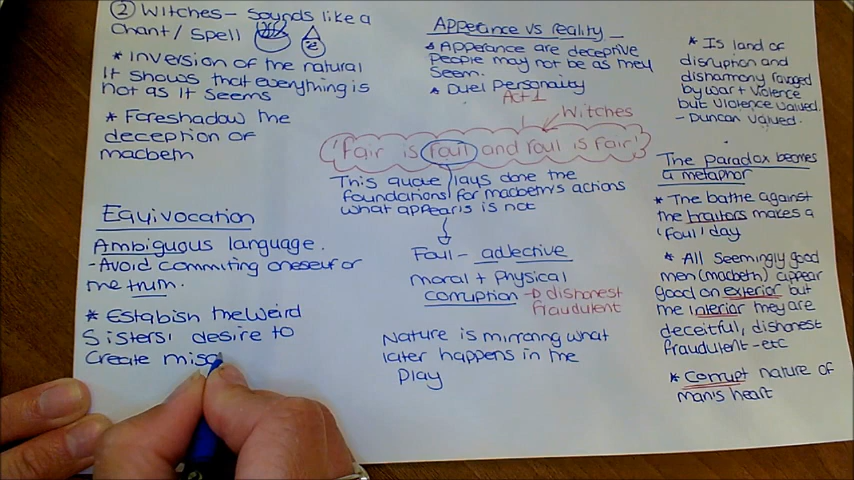 ② Witches - Sounds like a
Chant / Spell
* Inversion of the natural
It shows that everything is
not as it seems
* Foreshadow the
deception of
macbeth
Equivocation
Ambiguous language.
- Avoid commiting oneself or
the truth.
* Estabish the Weird
Sisters' desire to
Create misc
Apperance vs reality
* Apperance are deceptive
People may not be as they
Seem.
* Duel Personality
Act 1
Witches
'Fair is foul and foul is fair'
This quote lays done the
foundations for macbeth's actions
what appears is not
Foul - adjective
moral + physical
corruption → dishonest
fraudulent
Nature is mirroring what
later happens in the
Play
* Is land of
disruption and
disharmony ravaged
by war + violence
but violence valued.
- Duncan valued.
The paradox becomes
a metaphor
* The battle against
the traitors makes a
'foul' day
* All Seemingly good
men (macbeth) appear
good on exterior but
the interior they are
deceitful, dishonest
fraudulent - etc
* Corrupt nature of
man's heart